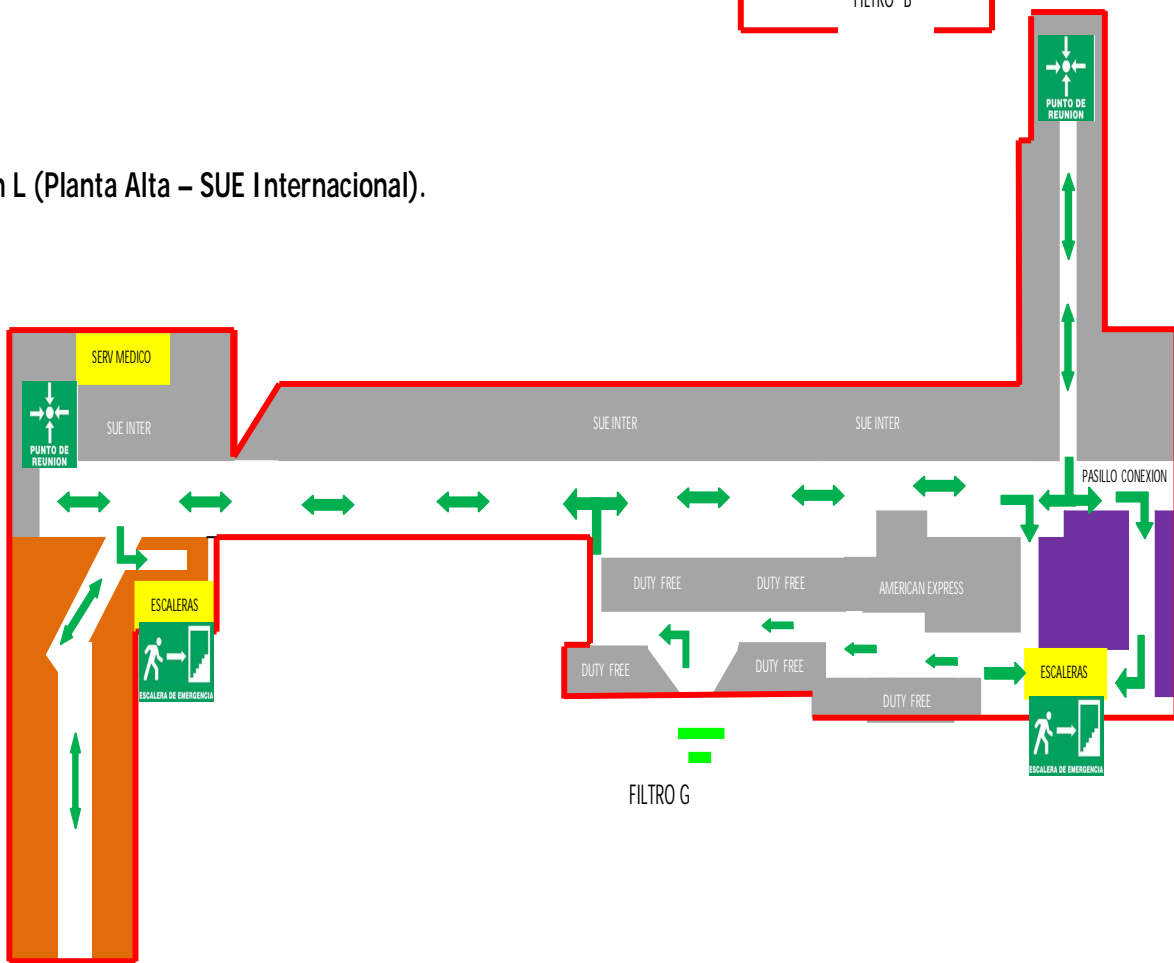 FILTRO B
PUNTO DE
REUNION
n L (Planta Alta – SUE Internacional).
SERV MEDICO
SUE INTER
PUNTO DE
REUNION
SUE INTER
SUE INTER
PASILLO CONEXION
DUTY FREE
DUTY FREE
AMERICAN EXPRESS
ESCALERAS
ESCALERA DE EMERGENCIA
DUTY FREE
DUTY FREE
DUTY FREE
ESCALERAS
ESCALERA DE EMERGENCIA
FILTRO G